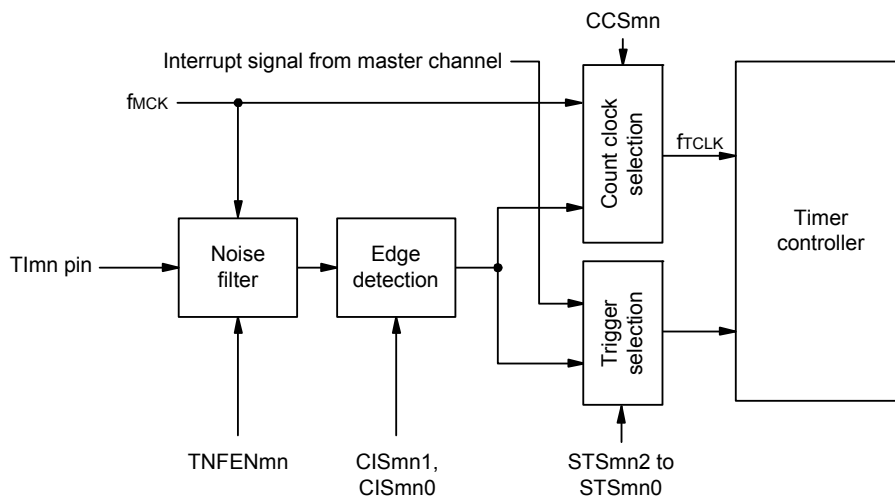 CCSmn
Interrupt signal from master channel
fMCK
Count clock
selection
fTCLK
Timer
controller
TImn pin
Noise
filter
Edge
detection
Trigger
selection
TNFENmn
CISmn1,
CISmn0
STSmn2 to
STSmn0